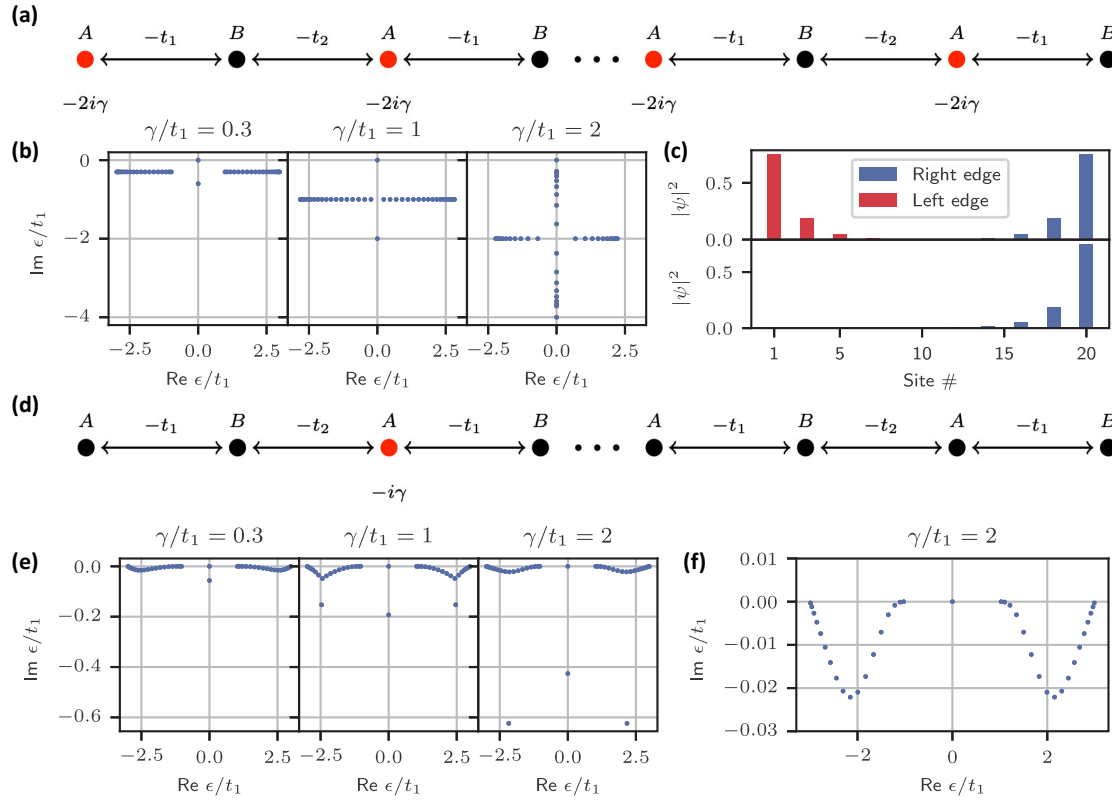 (a)
A −t₁ B −t₂ A −t₁ B A −t₁ B −t₂ A −t₁ B
−2iγ −2iγ −2iγ −2iγ
(b)
γ/t₁ = 0.3 γ/t₁ = 1 γ/t₁ = 2
Im ϵ/t₁
0
−2
−4
−2.5 0.0 2.5 −2.5 0.0 2.5 −2.5 0.0 2.5
Re ϵ/t₁ Re ϵ/t₁ Re ϵ/t₁
(c)
Right edge
Left edge
|ψ|²
0.5
0.0
|ψ|²
0.5
0.0
1 5 10 15 20
Site #
(d)
A −t₁ B −t₂ A −t₁ B A −t₁ B −t₂ A −t₁ B
−iγ
(e)
γ/t₁ = 0.3 γ/t₁ = 1 γ/t₁ = 2
Im ϵ/t₁
0.0
−0.2
−0.4
−0.6
−2.5 0.0 2.5 −2.5 0.0 2.5 −2.5 0.0 2.5
Re ϵ/t₁ Re ϵ/t₁ Re ϵ/t₁
(f)
γ/t₁ = 2
Im ϵ/t₁
0.01
0.00
−0.01
−0.02
−0.03
−2 0 2
Re ϵ/t₁